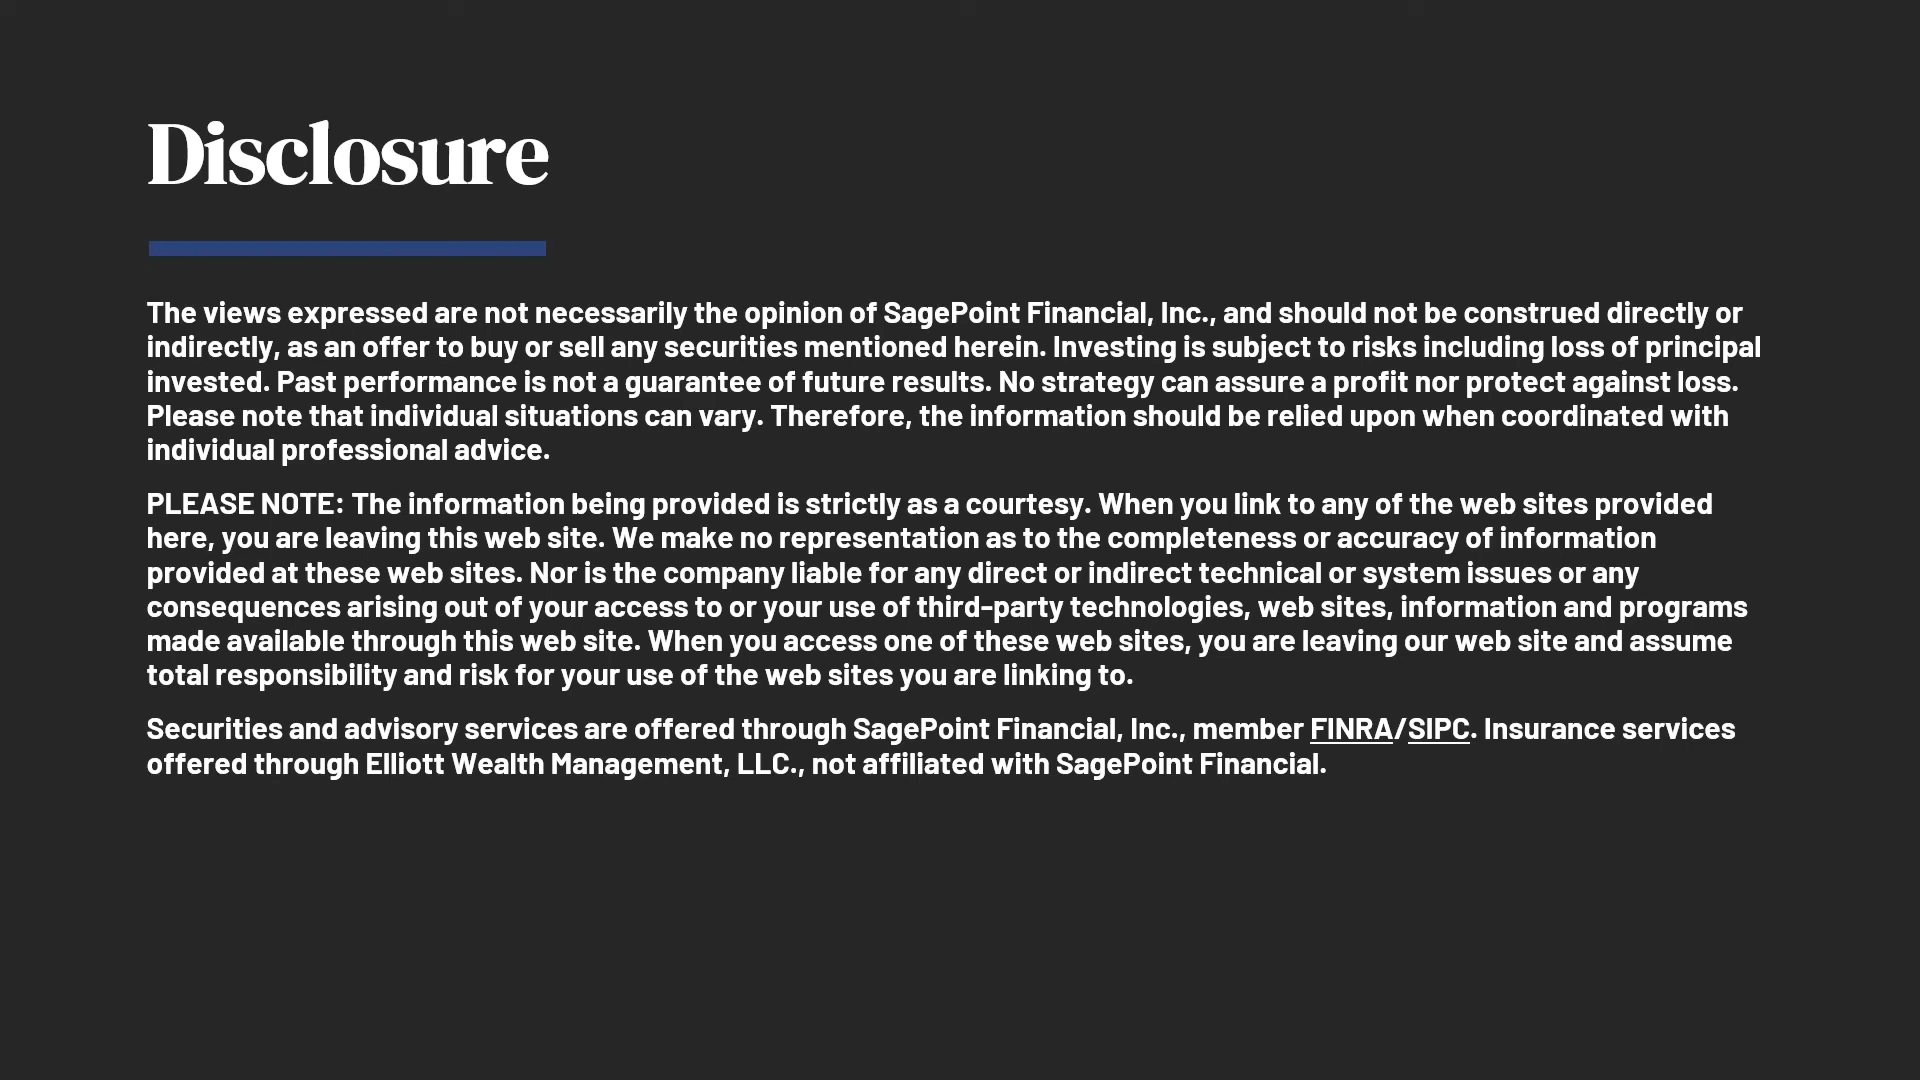 Disclosure
The views expressed are not necessarily the opinion of SagePoint Financial, Inc., and should not be construed directly or
indirectly, as an offer to buy or sell any securities mentioned herein. Investing is subject to risks including loss of principal
invested. Past performance is not a guarantee of future results. No strategy can assure a profit nor protect against loss.
Please note that individual situations can vary. Therefore, the information should be relied upon when coordinated with
individual professional advice.
PLEASE NOTE: The information being provided is strictly as a courtesy. When you link to any of the web sites provided
here, you are leaving this web site. We make no representation as to the completeness or accuracy of information
provided at these web sites. Nor is the company liable for any direct or indirect technical or system issues or any
consequences arising out of your access to or your use of third-party technologies, web sites, information and programs
made available through this web site. When you access one of these web sites, you are leaving our web site and assume
total responsibility and risk for your use of the web sites you are linking to.
Securities and advisory services are offered through SagePoint Financial, Inc., member FINRA/SIPC. Insurance services
offered through Elliott Wealth Management, LLC., not affiliated with SagePoint Financial.